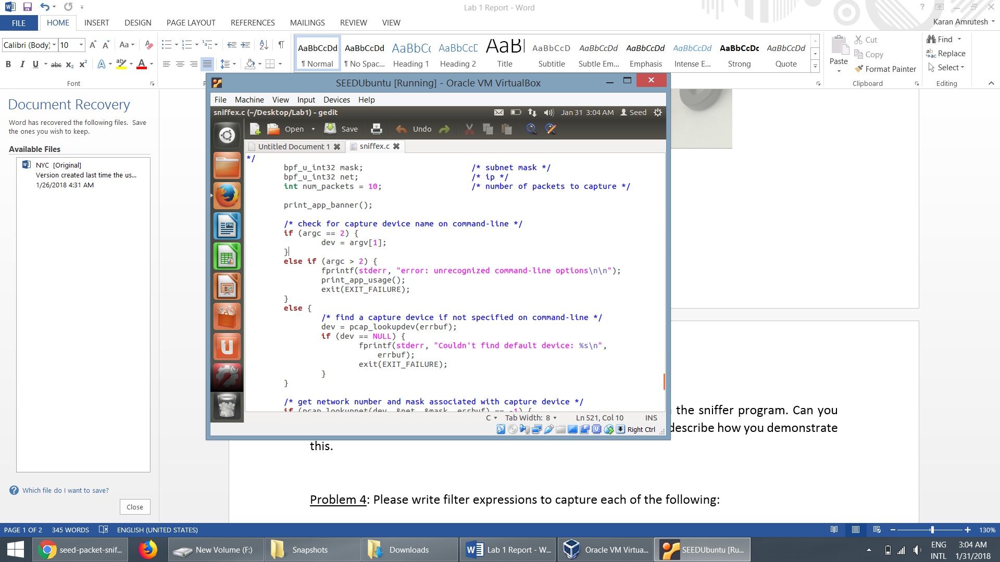 Lab 1 Report - Word
FILE HOME INSERT DESIGN PAGE LAYOUT REFERENCES MAILINGS REVIEW VIEW
Karan Amrutesh
Calibri (Body) 10
Font
AaBbCcDd AaBbCcDd AaBbCc AaBbCcD AaB AaBbCcD AaBbCcDd AaBbCcDd AaBbCcDd AaBbCcDc AaBbCcDd
¶ Normal ¶ No Spac... Heading 1 Heading 2 Title Subtitle Subtle Em... Emphasis Intense E... Strong Quote
Paste
Cut
Copy
Format Painter
Clipboard
Find
Replace
Select
Editing
Document Recovery
Word has recovered the following files. Save
the ones you wish to keep.
Available Files
NYC [Original]
Version created last time the us...
1/26/2018 4:31 AM
Which file do I want to save?
Close
SEEDUbuntu [Running] - Oracle VM VirtualBox
File Machine View Input Devices Help
sniffex.c (~/Desktop/Lab1) - gedit
Jan 31 3:04 AM Seed
Open Save Undo
Untitled Document 1 sniffex.c
*/
bpf_u_int32 mask; /* subnet mask */
bpf_u_int32 net; /* ip */
int num_packets = 10; /* number of packets to capture */
print_app_banner();
/* check for capture device name on command-line */
if (argc == 2) {
dev = argv[1];
}
else if (argc > 2) {
fprintf(stderr, "error: unrecognized command-line options\n\n");
print_app_usage();
exit(EXIT_FAILURE);
}
else {
/* find a capture device if not specified on command-line */
dev = pcap_lookupdev(errbuf);
if (dev == NULL) {
fprintf(stderr, "Couldn't find default device: %s\n",
errbuf);
exit(EXIT_FAILURE);
}
}
/* get network number and mask associated with capture device */
if (pcap_lookupnet(dev, &net, &mask, errbuf) == -1) {
C Tab Width: 8 Ln 521, Col 10 INS
Right Ctrl
the sniffer program. Can you
describe how you demonstrate
this.
Problem 4: Please write filter expressions to capture each of the following:
PAGE 1 OF 2 345 WORDS ENGLISH (UNITED STATES)
130%
seed-packet-snif... New Volume (F:) Snapshots Downloads Lab 1 Report - W... Oracle VM Virtua... SEEDUbuntu [Ru...
ENG
INTL
3:04 AM
1/31/2018